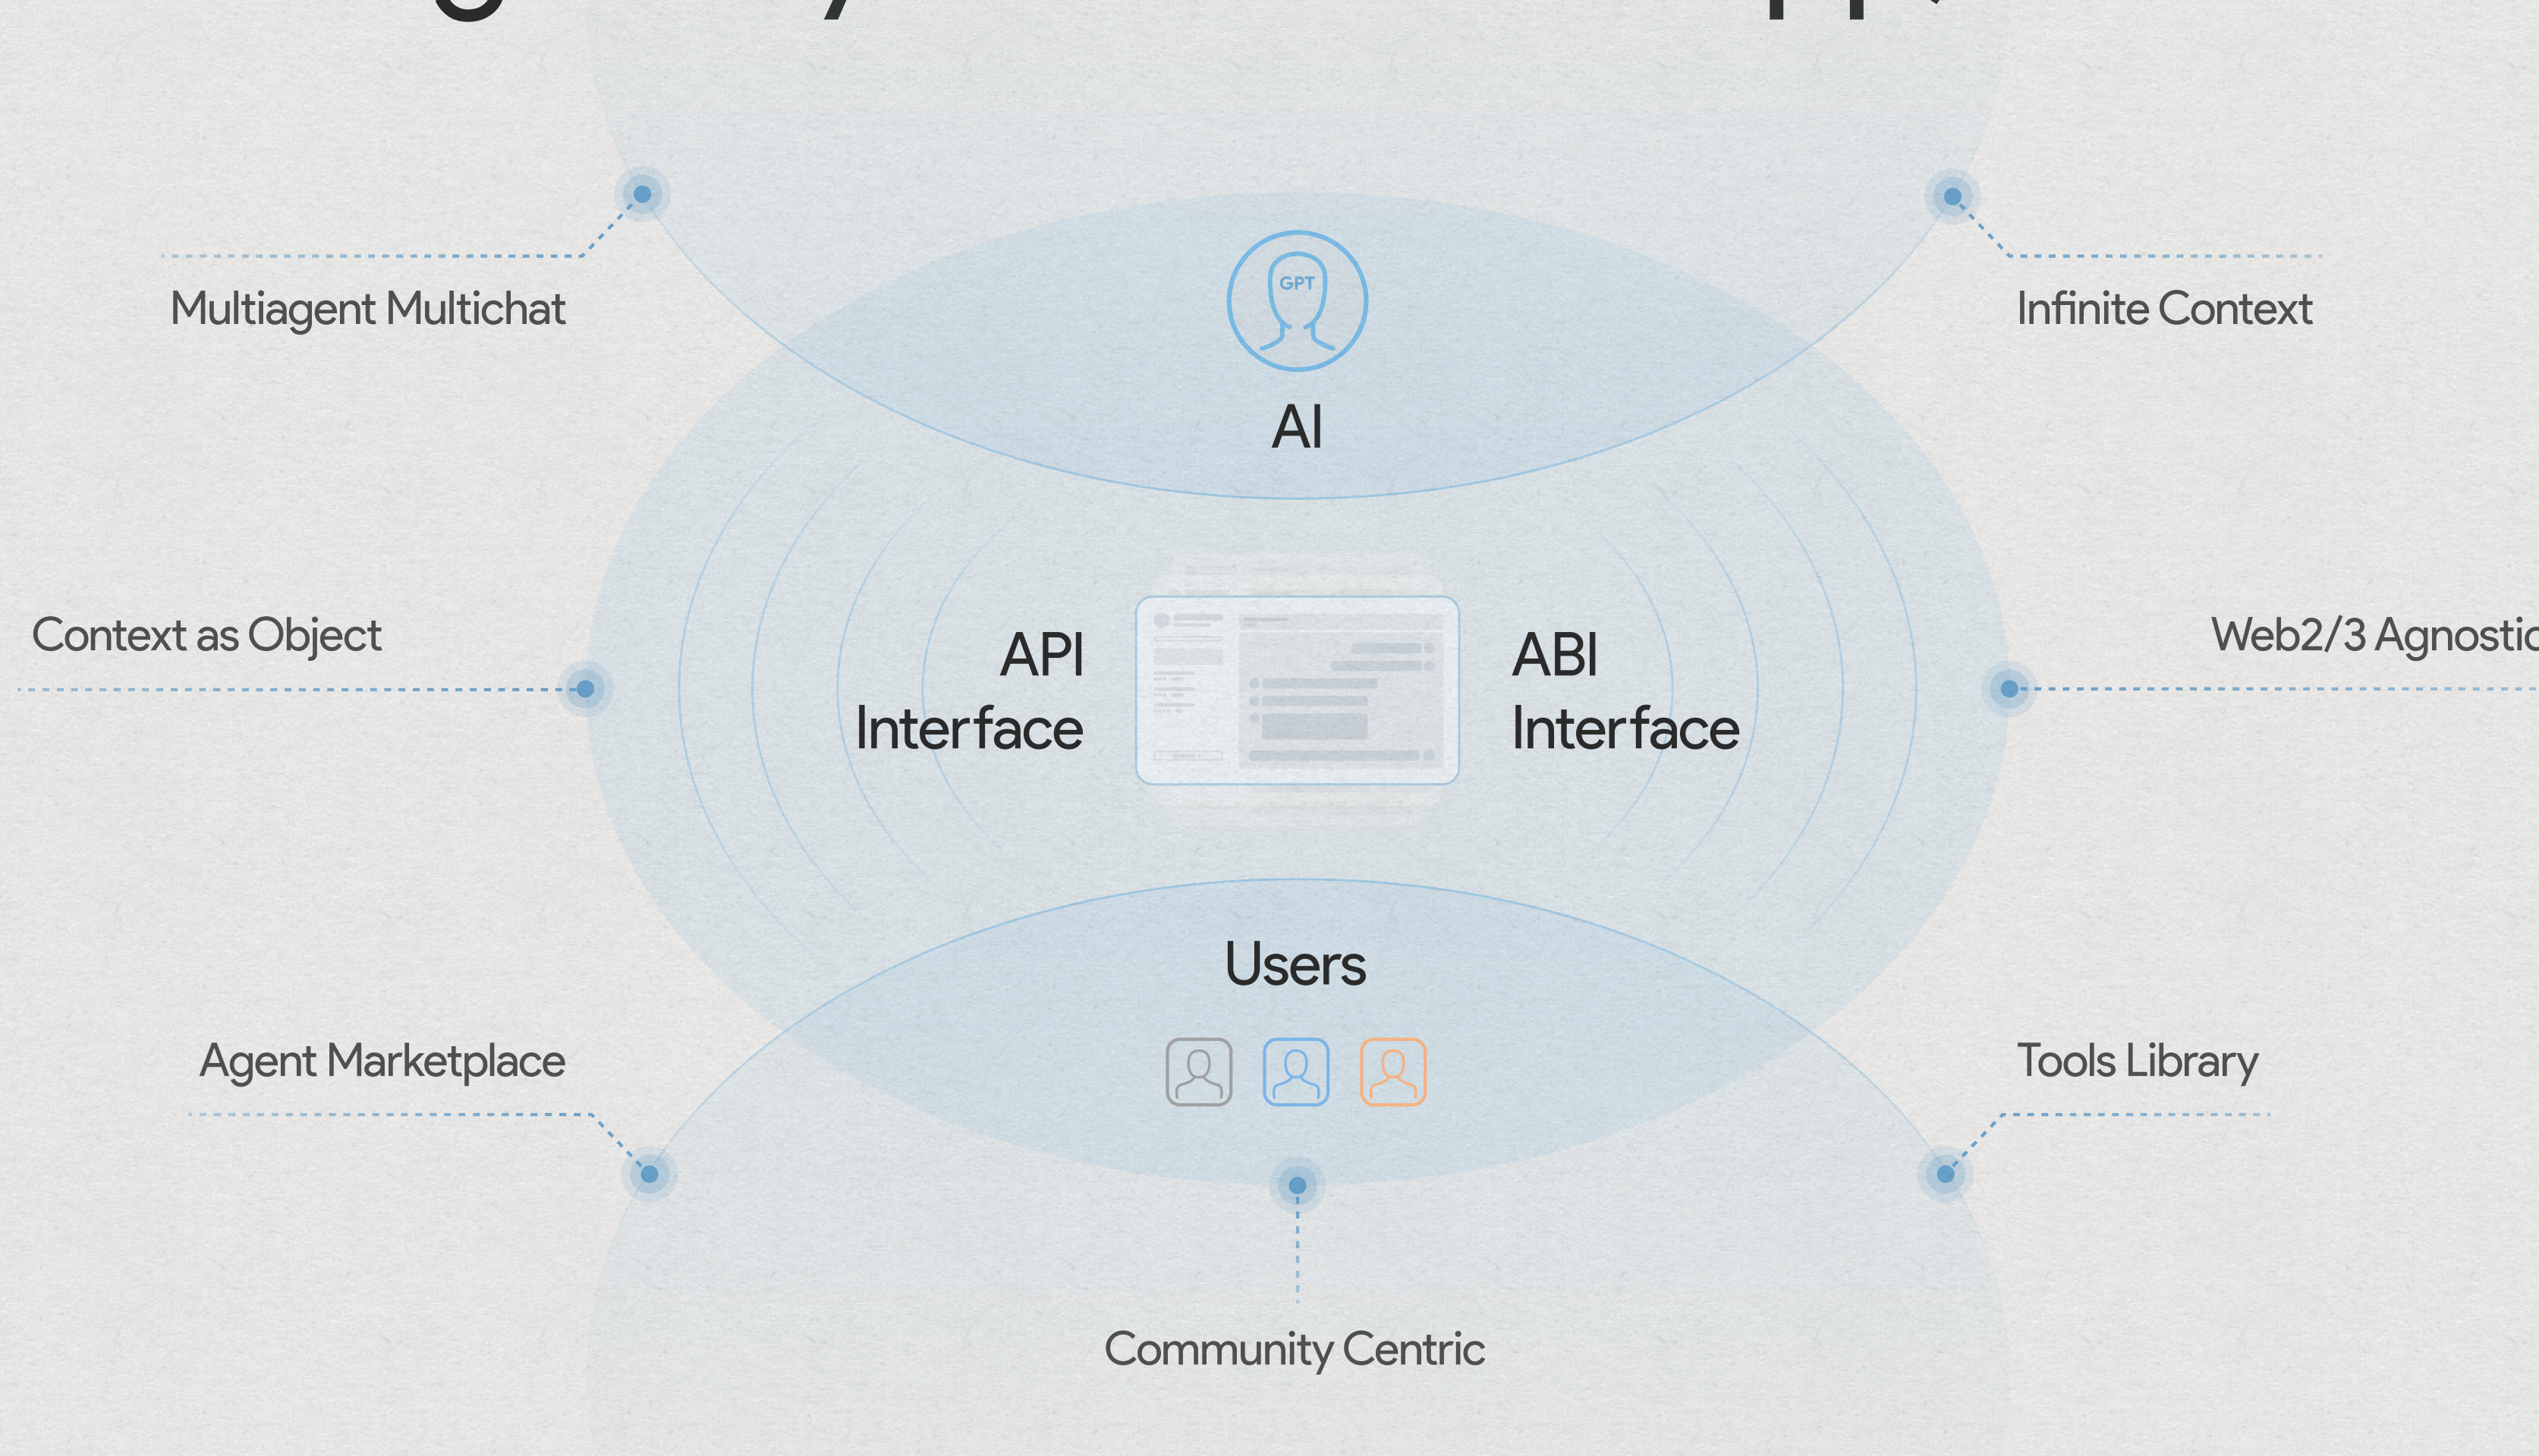 GPT
AI
Multiagent Multichat
Infinite Context
Context as Object
Web2/3 Agnostic
API
Interface
ABI
Interface
Users
Agent Marketplace
Tools Library
Community Centric